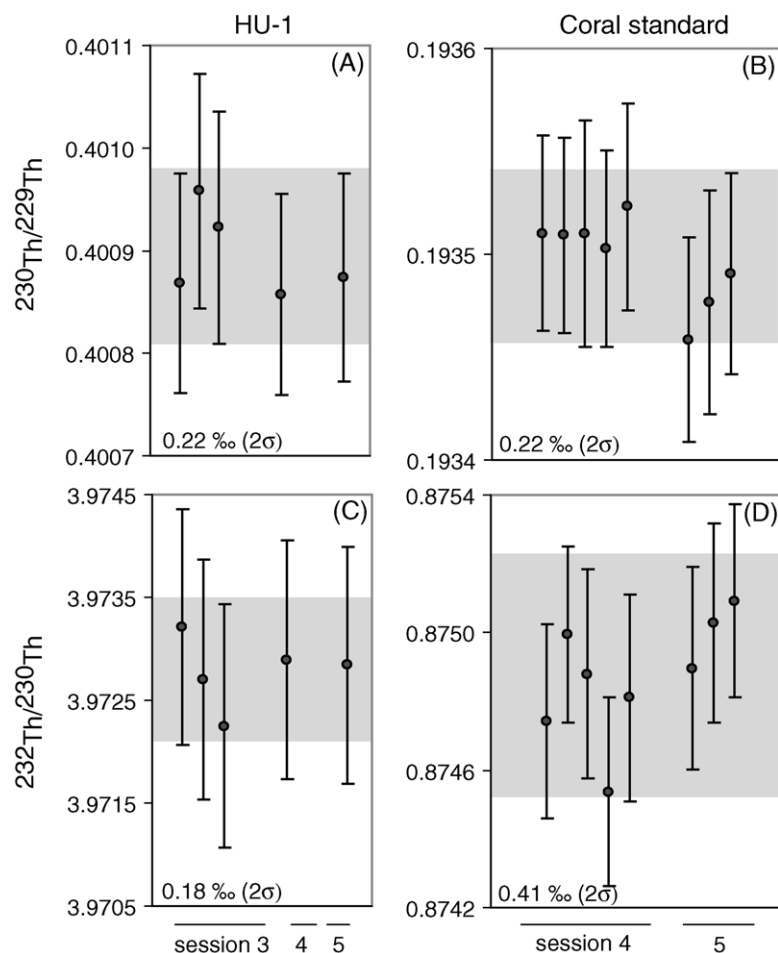 HU-1
Coral standard
²³⁰Th/²²⁹Th
0.4011
0.4010
0.4009
0.4008
0.4007
(A)
0.22 ‰ (2σ)
0.1936
0.1935
0.1934
(B)
0.22 ‰ (2σ)
²³²Th/²³⁰Th
3.9745
3.9735
3.9725
3.9715
3.9705
(C)
0.18 ‰ (2σ)
0.8754
0.8750
0.8746
0.8742
(D)
0.41 ‰ (2σ)
session 3 4 5
session 4 5